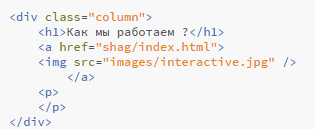 <div class="column">
<h1>Как мы работаем ?</h1>
<a href="shag/index.html">
<img src="images/interactive.jpg" />
</a>
<p>
</p>
</div>